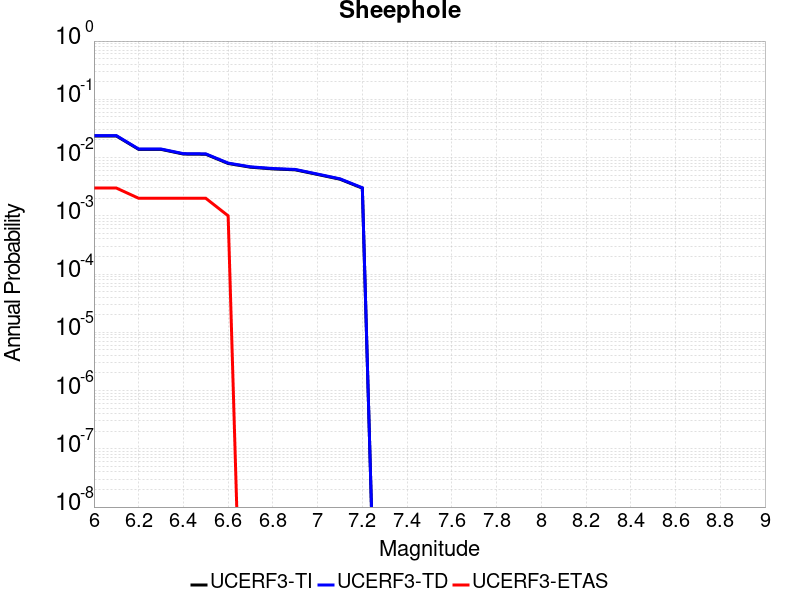 Sheephole
10^0
10^-1
10^-2
10^-3
10^-4
10^-5
10^-6
10^-7
10^-8
Annual Probability
6 6.2 6.4 6.6 6.8 7 7.2 7.4 7.6 7.8 8 8.2 8.4 8.6 8.8 9
Magnitude
UCERF3-TI UCERF3-TD UCERF3-ETAS